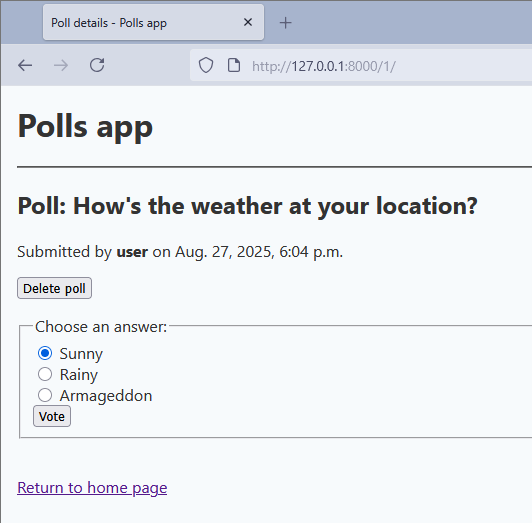 Poll details - Polls app
http://127.0.0.1:8000/1/
Polls app
Poll: How's the weather at your location?
Submitted by user on Aug. 27, 2025, 6:04 p.m.
Delete poll
Choose an answer:
Sunny
Rainy
Armageddon
Vote
Return to home page